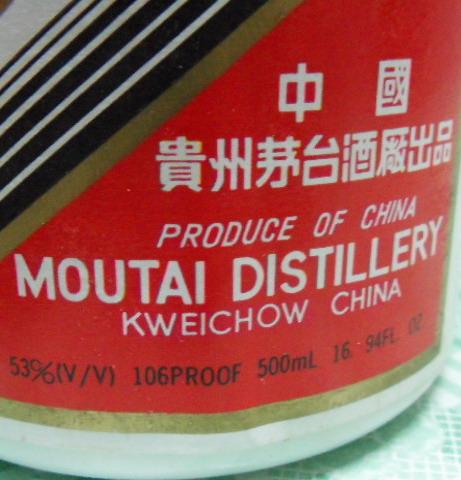 中國
貴州茅台酒厰出品
PRODUCE OF CHINA
MOUTAI DISTILLERY
KWEICHOW CHINA
53%(V/V) 106PROOF 500mL 16. 94FL. OZ